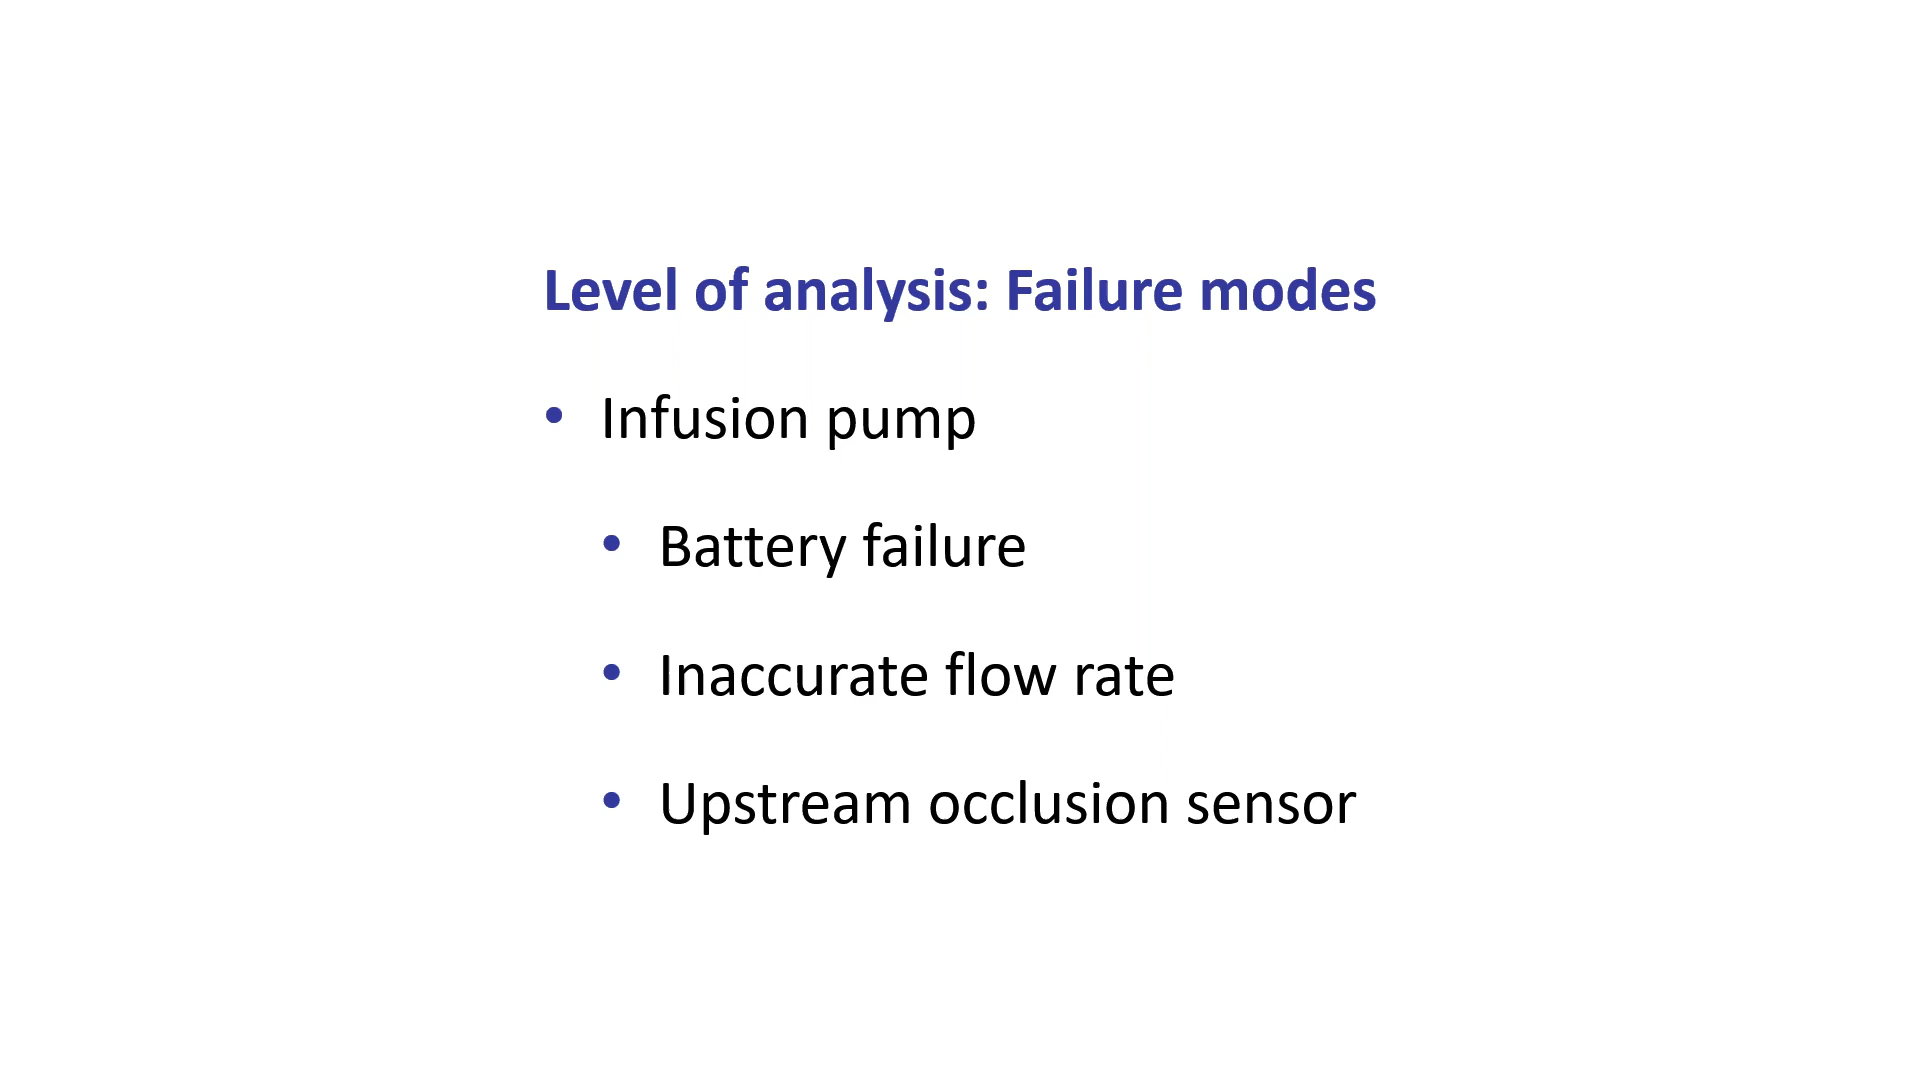 Level of analysis: Failure modes
• Infusion pump
• Battery failure
• Inaccurate flow rate
• Upstream occlusion sensor